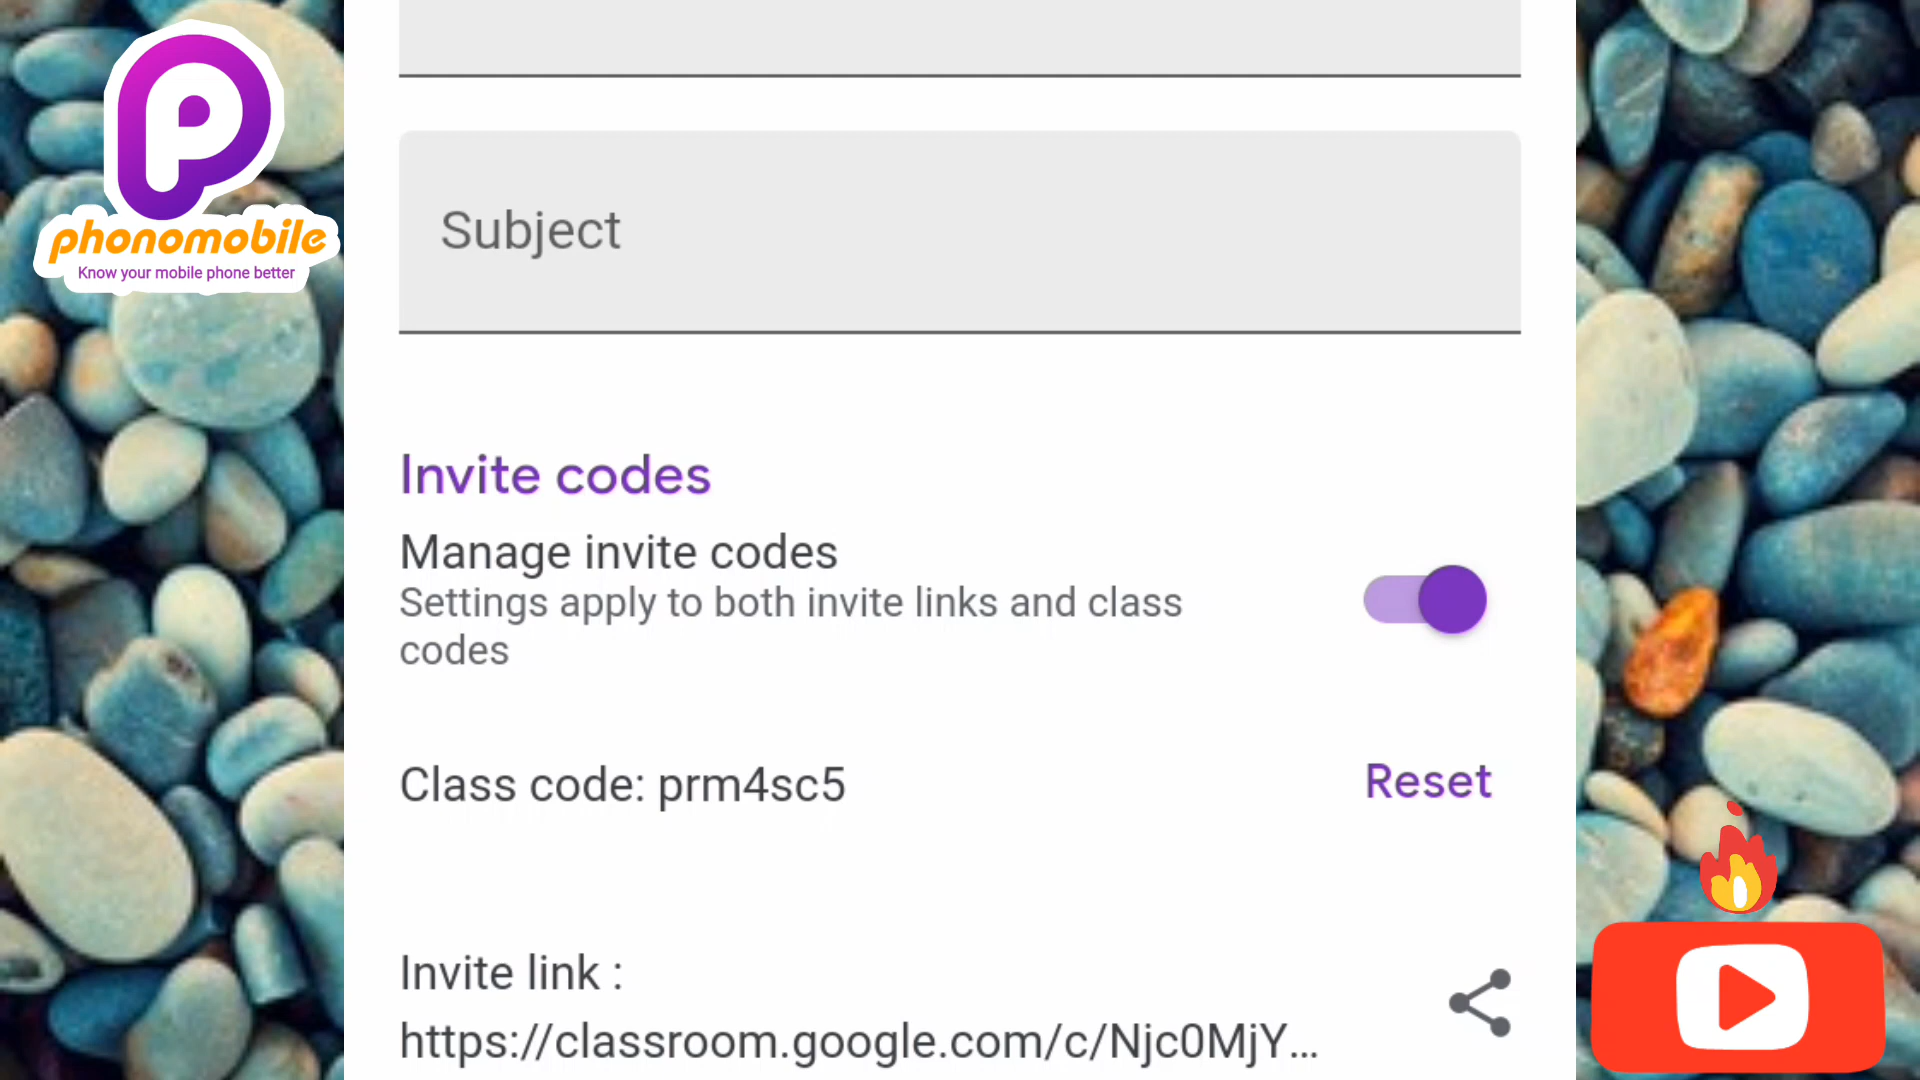 phonomobile
Know your mobile phone better
Subject
Invite codes
Manage invite codes
Settings apply to both invite links and class
codes
Class code: prm4sc5
Reset
Invite link :
https://classroom.google.com/c/Njc0MjY...